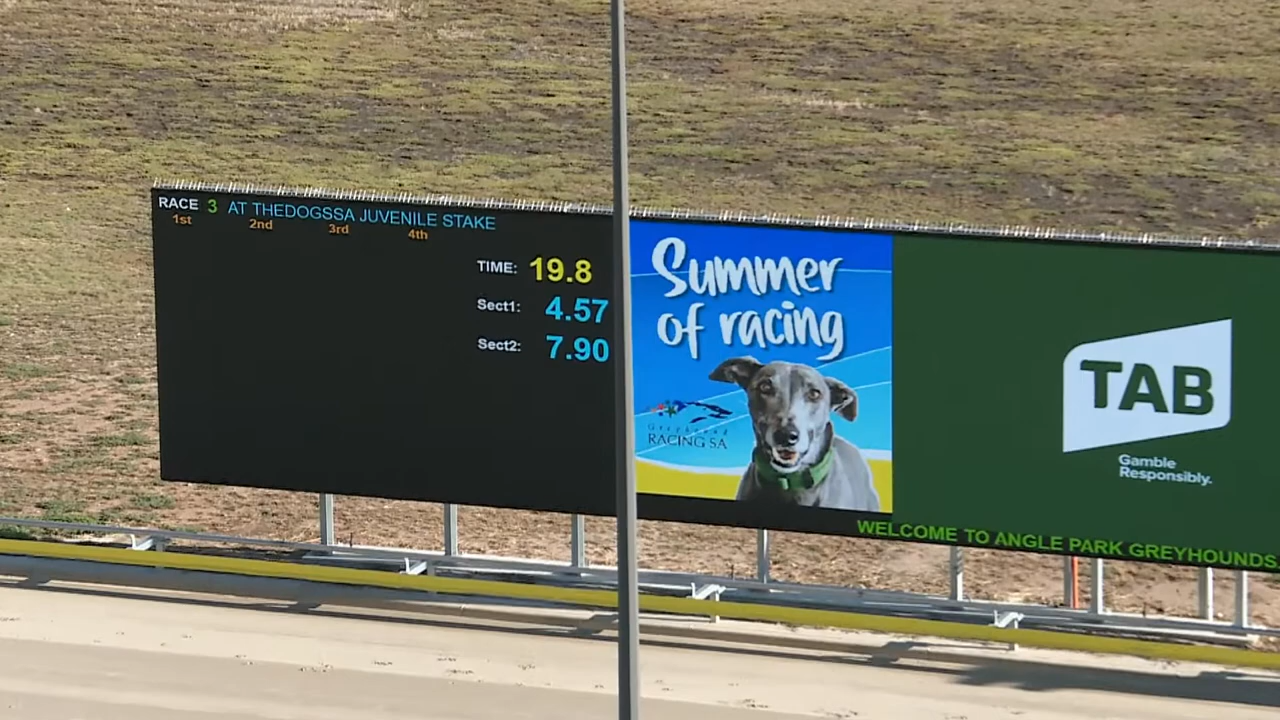 RACE 3 AT THEDOGSSA JUVENILE STAKE
1st 2nd 3rd 4th
TIME: 19.8
Sect1: 4.57
Sect2: 7.90
Summer
of racing
Greyhound
RACING SA
TAB
Gamble
Responsibly.
WELCOME TO ANGLE PARK GREYHOUNDS